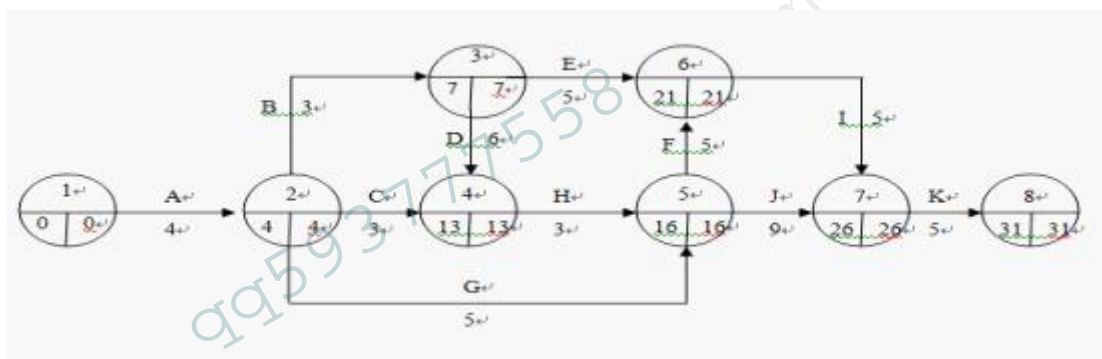 3↵
E↵
6↵
7 7↵
5↵
21 21↵
B 3↵
D 6↵
F 5↵
I 5↵
1↵
A↵
2↵
C↵
4↵
H↵
5↵
J↵
7↵
K↵
8↵
0 0↵
4↵
4 4↵
3↵
13 13↵
3↵
16 16↵
9↵
26 26↵
5↵
31 31↵
G↵
5↵
qq593777558